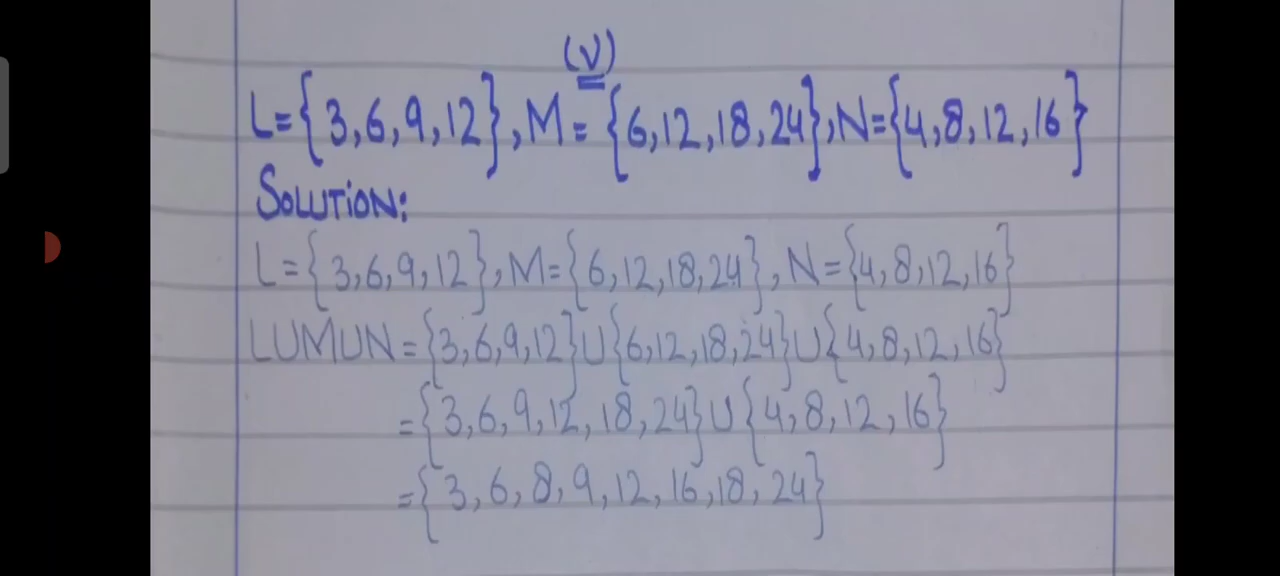 (V)
L={3,6,9,12},M={6,12,18,24},N={4,8,12,16}
SOLUTiON:
L={3,6,9,12},M={6,12,18,24},N={4,8,12,16}
LUMUN={3,6,9,12}U{6,12,18,24}U{4,8,12,16}
={3,6,9,12,18,24}U{4,8,12,16}
={3,6,8,9,12,16,18,24}